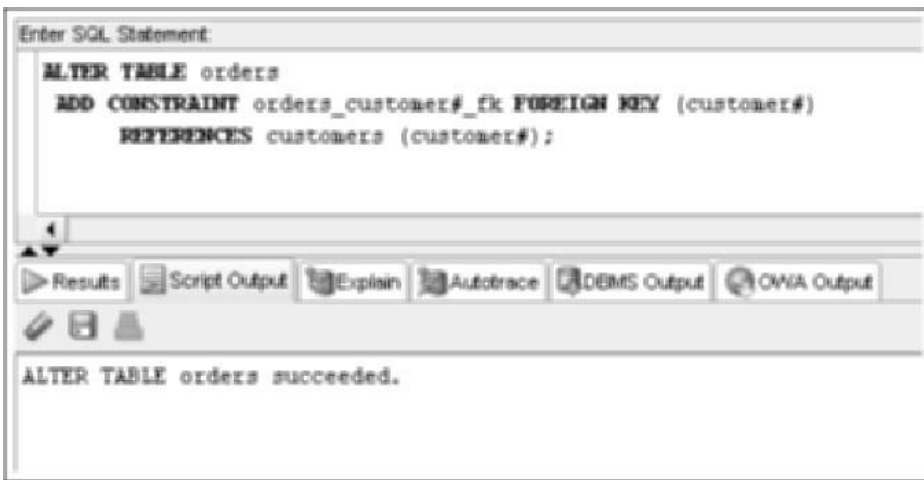 Enter SQL Statement:
ALTER TABLE orders
ADD CONSTRAINT orders_customer#_fk FOREIGN KEY (customer#)
REFERENCES customers (customer#);
Results Script Output Explain Autotrace DBMS Output OWA Output
ALTER TABLE orders succeeded.